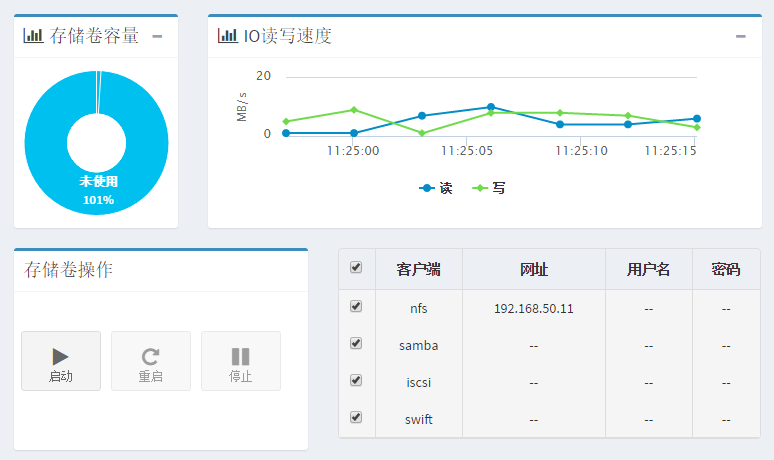 存储卷容量
未使用
101%
IO读写速度
MB/s
20
0
11:25:00 11:25:05 11:25:10 11:25:15
读 写
存储卷操作
启动 重启 停止
客户端 网址 用户名 密码
nfs 192.168.50.11 -- --
samba -- -- --
iscsi -- -- --
swift -- -- --